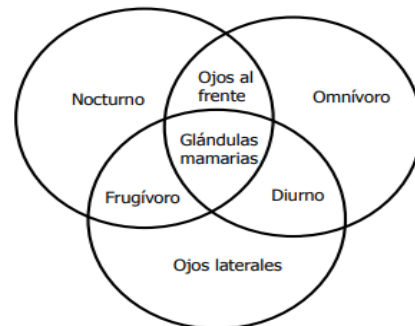 Ojos al
frente
Nocturno
Omnívoro
Glándulas
mamarias
Frugívoro
Diurno
Ojos laterales